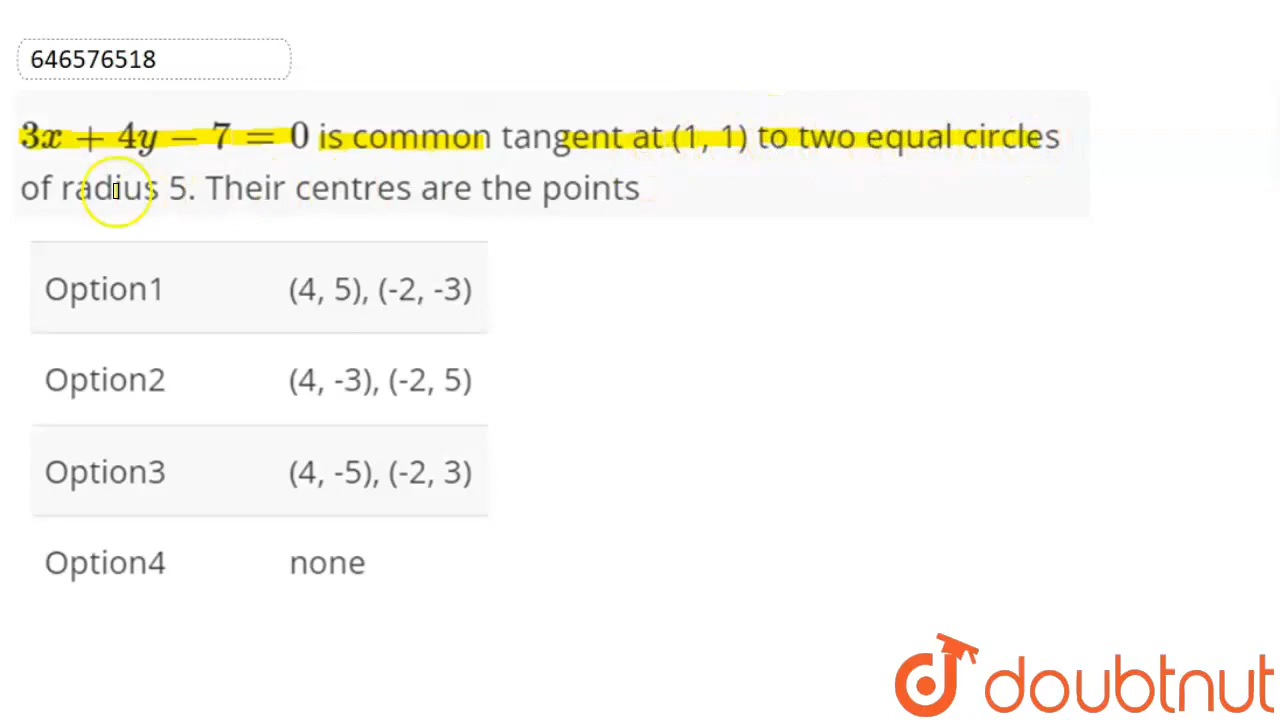 646576518
3x + 4y − 7 = 0 is common tangent at (1, 1) to two equal circles
of radius 5. Their centres are the points
Option1 (4, 5), (-2, -3)
Option2 (4, -3), (-2, 5)
Option3 (4, -5), (-2, 3)
Option4 none
doubtnut